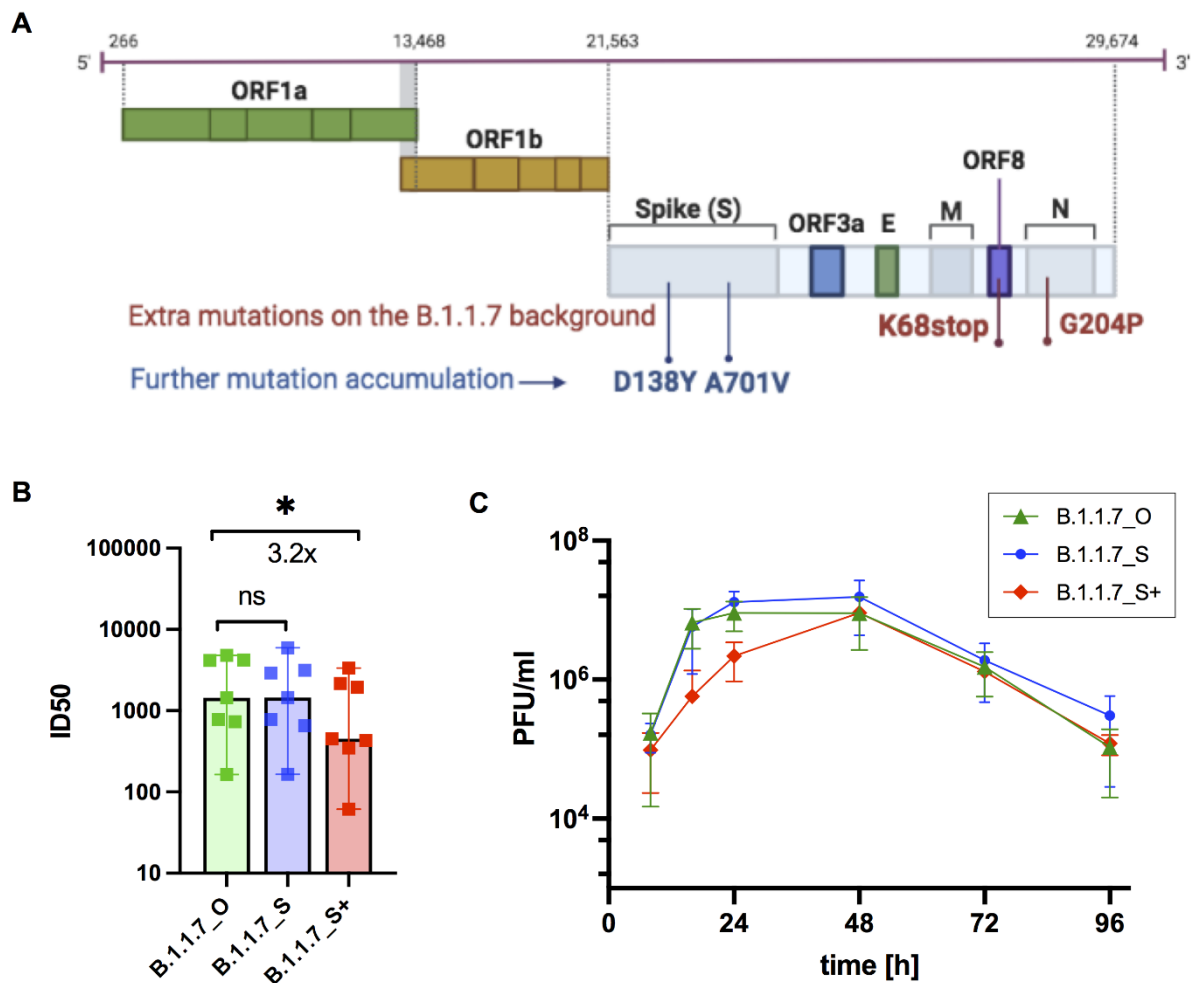 A
266 13,468 21,563 29,674
5' 3'
ORF1a
ORF1b
ORF8
Spike (S) ORF3a E M N
Extra mutations on the B.1.1.7 background K68stop G204P
Further mutation accumulation D138Y A701V
B
*
3.2x
ns
100000
10000
1000
100
10
ID50
B.1.1.7_O B.1.1.7_S B.1.1.7_S+
C
B.1.1.7_O
B.1.1.7_S
B.1.1.7_S+
10^8
10^6
10^4
PFU/ml
0 24 48 72 96
time [h]